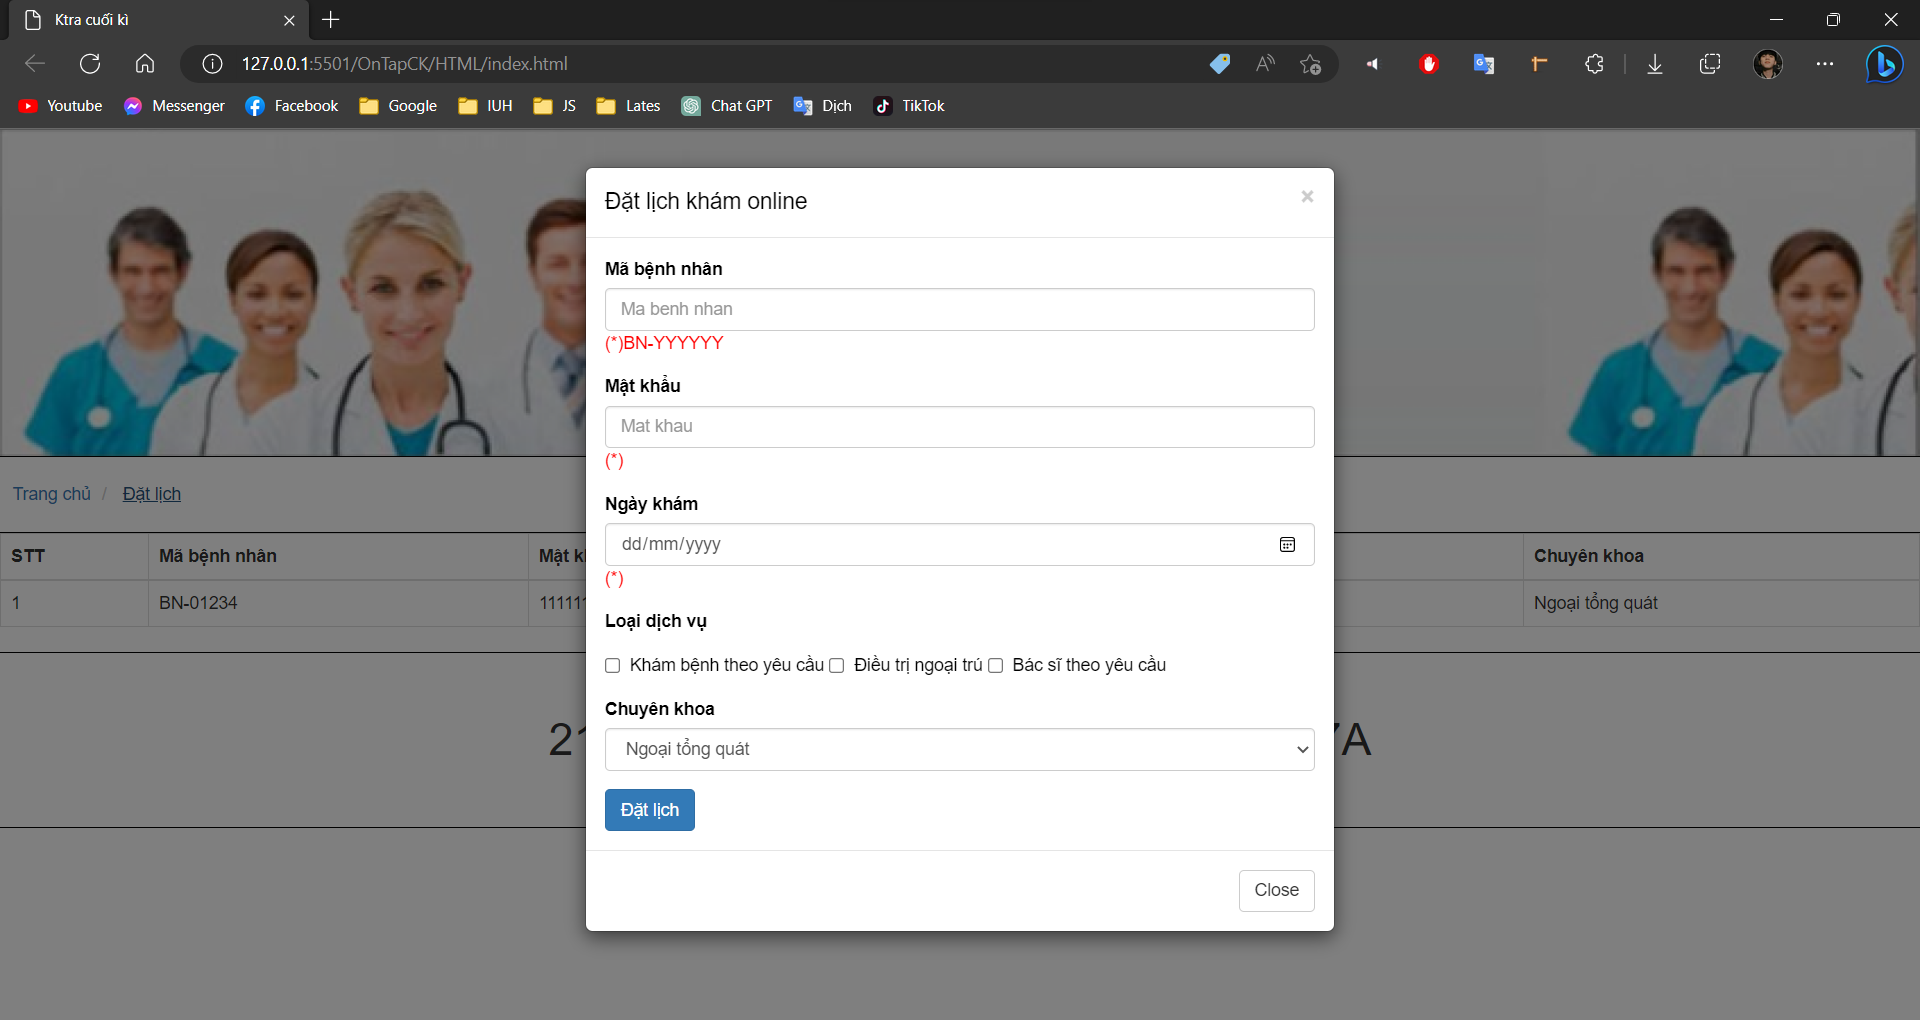 Ktra cuối kì
127.0.0.1:5501/OnTapCK/HTML/index.html
Youtube Messenger Facebook Google IUH JS Lates Chat GPT Dịch TikTok
Đặt lịch khám online
×
Mã bệnh nhân
Ma benh nhan
(*)BN-YYYYYY
Mật khẩu
Mat khau
(*)
Trang chủ / Đặt lịch
Ngày khám
dd/mm/yyyy
(*)
STT Mã bệnh nhân Mật k Chuyên khoa
1 BN-01234 11111 Ngoại tổng quát
Loại dịch vụ
Khám bệnh theo yêu cầu Điều trị ngoại trú Bác sĩ theo yêu cầu
Chuyên khoa
Ngoại tổng quát
2 A
Đặt lịch
Close